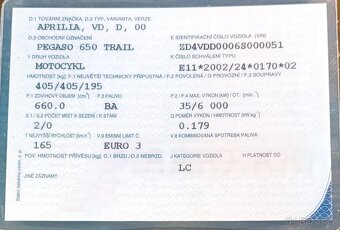 D.1 TOVÁRNÍ ZNAČKA, D.2 TYP, VARIANTA, VERZE
APRILIA, VD, D, 00
D.3 OBCHODNÍ OZNAČENÍ E IDENTIFIKAČNÍ ČÍSLO VOZIDLA (VIN)
PEGASO 650 TRAIL ZD4VDD0006S000051
J DRUH VOZIDLA K ČÍSLO SCHVÁLENÍ TYPU
MOTOCYKL E11*2002/24*0170*02
HMOTNOST (kg) F.1 NEJVĚTŠÍ TECHNICKY PŘÍPUSTNÁ / F.2 POVOLENÁ / G PROVOZNÍ / F.3 SOUPRAVY
405/405/195
P.1 ZDVIHOVÝ OBJEM (cm³) P.3 PALIVO P.2 / P.4 MAX. VÝKON (kW) / OT. (min⁻¹)
660.0 BA 35/6 000
S.1 / S.2 POČET MÍST K SEZENÍ / K STÁNÍ Q POMĚR VÝKON / HMOTNOST (kW/kg)
2/0 0.179
T NEJVYŠŠÍ RYCHLOST (km/h) V.9 EMISNÍ LIMIT Č. V.8 KOMBINOVANÁ SPOTŘEBA PALIVA
165 EURO 3
POV. HMOTNOST PŘÍVĚSU (kg) O.1 BRZD. / O.2 NEBRZD. J KATEGORIE VOZIDLA H PLATNOST DO
LC
JINÉ ZÁZNAMY